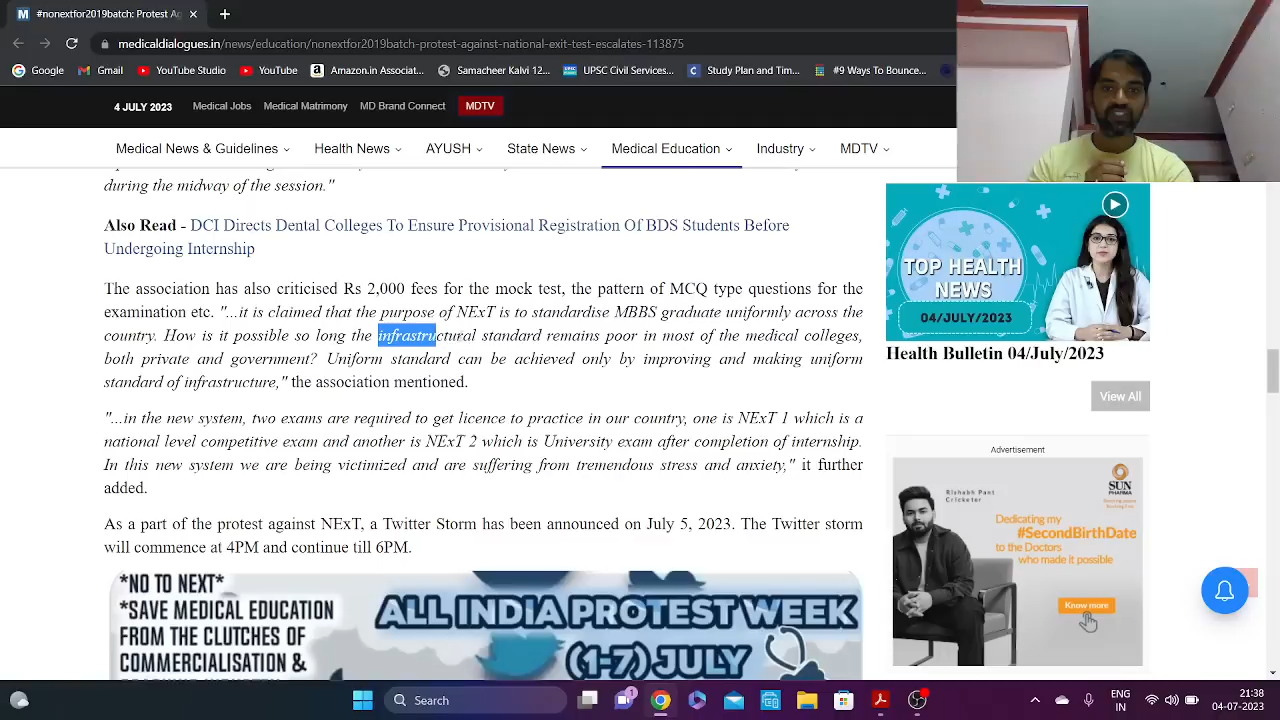 #nonextfor2019batch: Protest Ag
medicaldialogues.in/news/education/nonextfor2019batch-protest-against-national-exit-test-escalates-113875
Google
Gmail
YouTube Studio
YouTube
Amazon.in
Samacheer Kalvi 12...
UPSC Civil Services...
Study Plan and Tim...
#9 Ways To Bounce...
4 JULY 2023
Medical Jobs
Medical Matrimony
MD Brand Connect
MDTV
Medical News & Guidelines
Health News
AYUSH
State News
Medical Education
Industry
MDTV
during the midway of the session."
Also Read - DCI Directs Dental Colleges To Ensure Provisional Registration Of BDS Students Before
Undergoing Internship
The association has also criticised Rs 2,000 fees for the mock test, the pattern of MCQ type questions for the
examination etc. "...it is claimed that the purpose of NExT is to standardize MBBS graduate uniformly across the
country. How is it possible keeping the infrastructural standards remains poor in most of the medical colleges,
both private and government? Uniform standard can be achieved only by improving and making uniform
standard of infrastructure," the association mentioned.
"...in the new system, two exams are required to get licence to practice in our country, one is NExT 1 which is a
national level competitive exam and another is NExT 2 which is University exam after completion of internship.
In this new system we are being victimized and are suffering from tremendous stress and anxiety," it further
added.
As a part of the protest against NExT, a Twitter Storm has been announced on July 5, 2023. The Twitter storm
will commence at 4PM and continue till 6PM.
*NO TO NEXT*
*SAVE MEDICAL EDUCATION
FROM THE CLUTCHES OF
COMMERCIALISATION &
ALL INDIA PROTEST WEEK
(1-7) JULY
TOP HEALTH
NEWS
04/JULY/2023
Health Bulletin 04/July/2023
View All
Advertisement
Rishabh Pant
Cricketer
SUN
PHARMA
Dedicating my
#SecondBirthDate
to the Doctors
who made it possible
Know more
Search
ENG
IN
21:38
04-07-2023